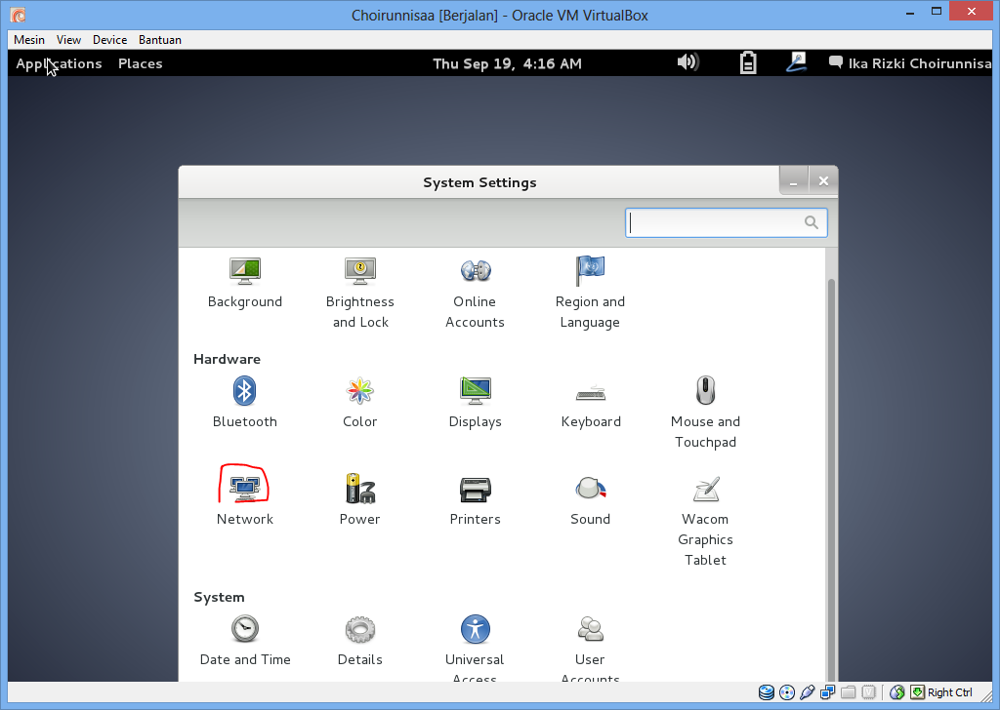 Choirunnisaa [Berjalan] - Oracle VM VirtualBox
Mesin View Device Bantuan
Applications Places Thu Sep 19, 4:16 AM Ika Rizki Choirunnisa
System Settings
Background Brightness and Lock Online Accounts Region and Language
Hardware
Bluetooth Color Displays Keyboard Mouse and Touchpad
Network Power Printers Sound Wacom Graphics Tablet
System
Date and Time Details Universal Access User Accounts
Right Ctrl